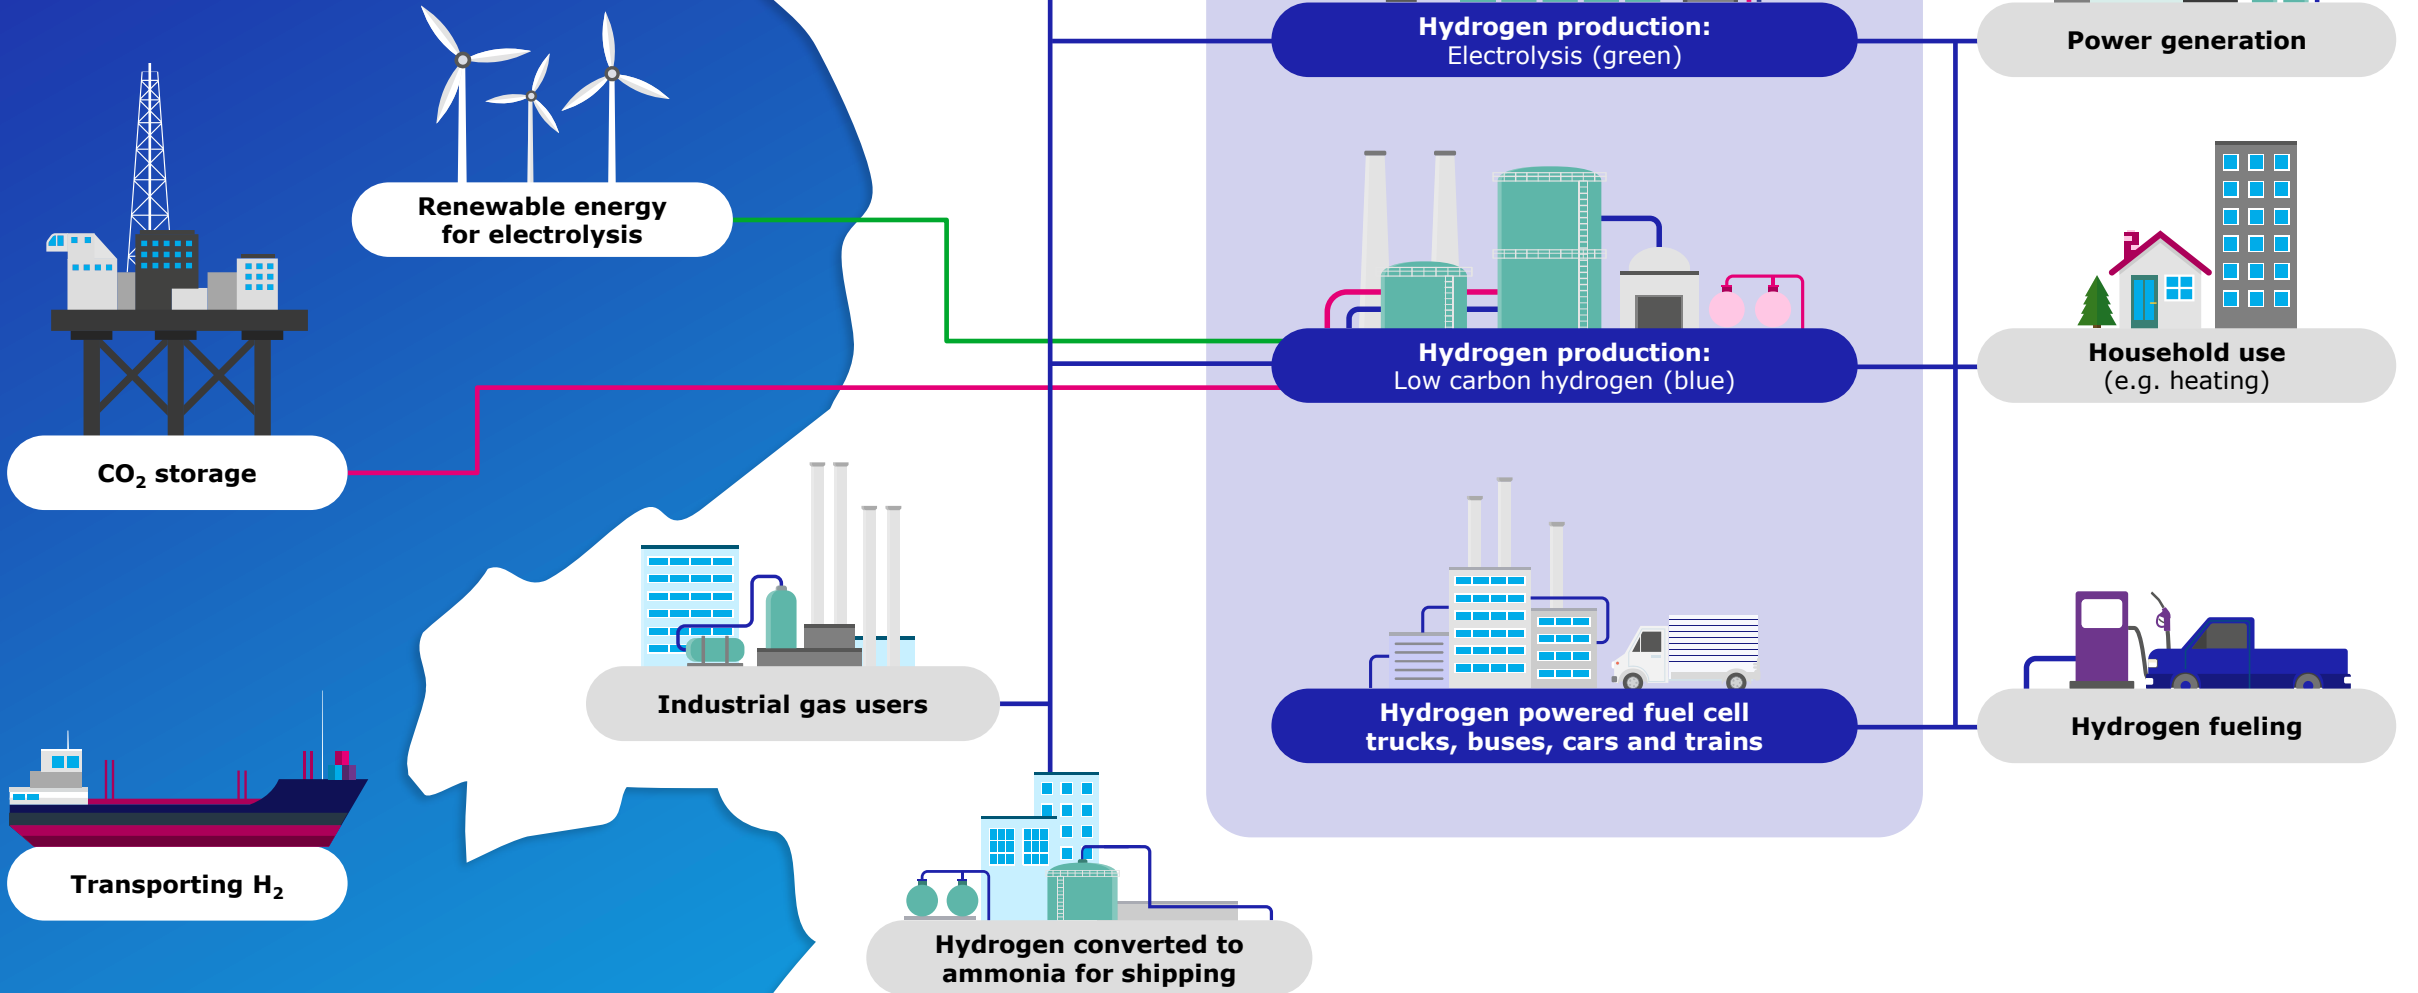 Hydrogen production:
Electrolysis (green)
Power generation
Renewable energy
for electrolysis
Hydrogen production:
Low carbon hydrogen (blue)
Household use
(e.g. heating)
CO₂ storage
Industrial gas users
Hydrogen powered fuel cell
trucks, buses, cars and trains
Hydrogen fueling
Transporting H₂
Hydrogen converted to
ammonia for shipping